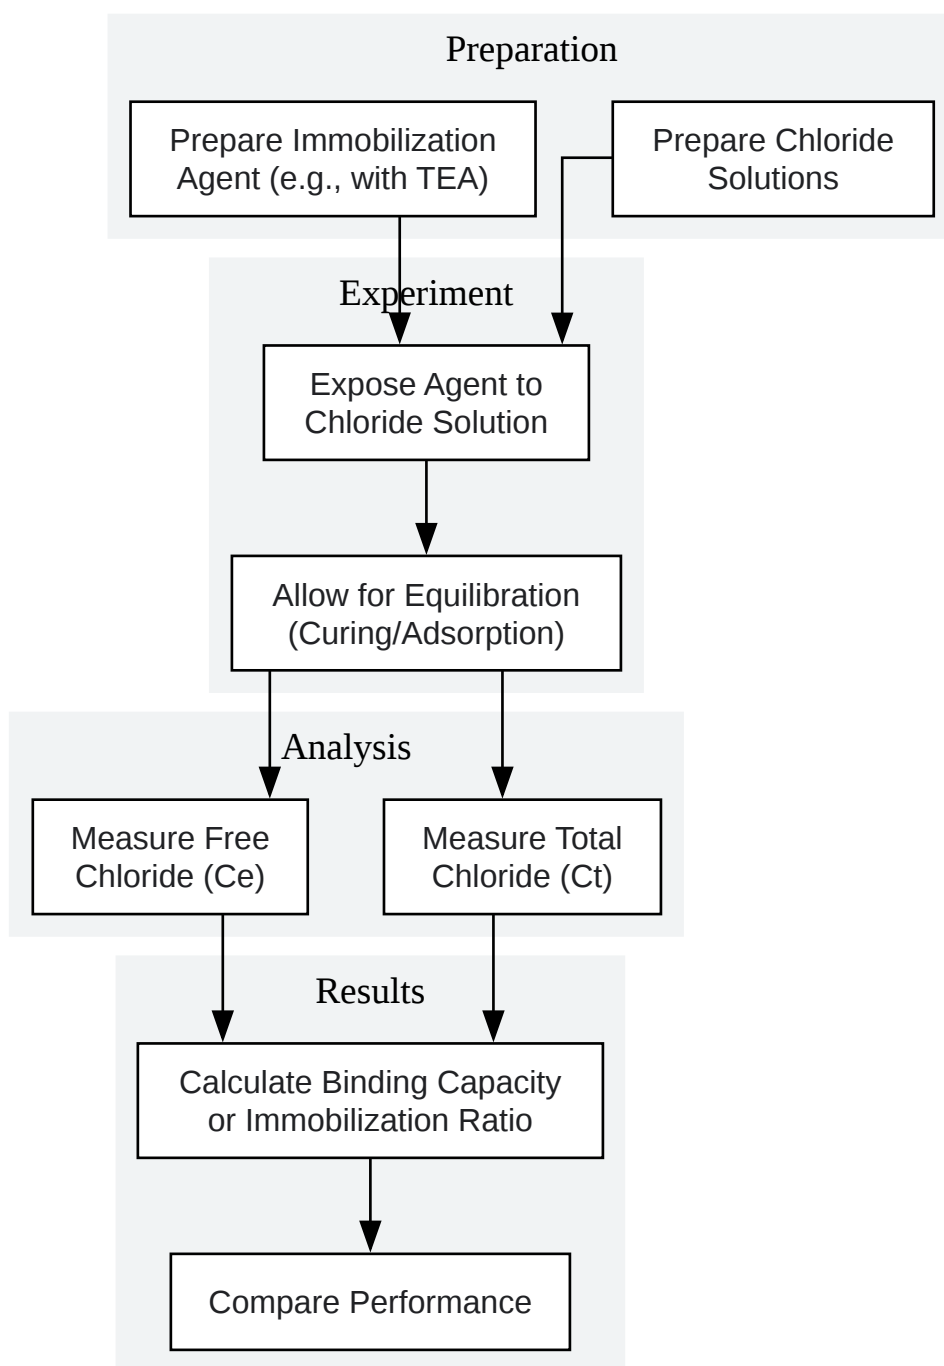 Preparation
Prepare Immobilization
Agent (e.g., with TEA)
Prepare Chloride
Solutions
Experiment
Expose Agent to
Chloride Solution
Allow for Equilibration
(Curing/Adsorption)
Analysis
Measure Free
Chloride (Ce)
Measure Total
Chloride (Ct)
Results
Calculate Binding Capacity
or Immobilization Ratio
Compare Performance